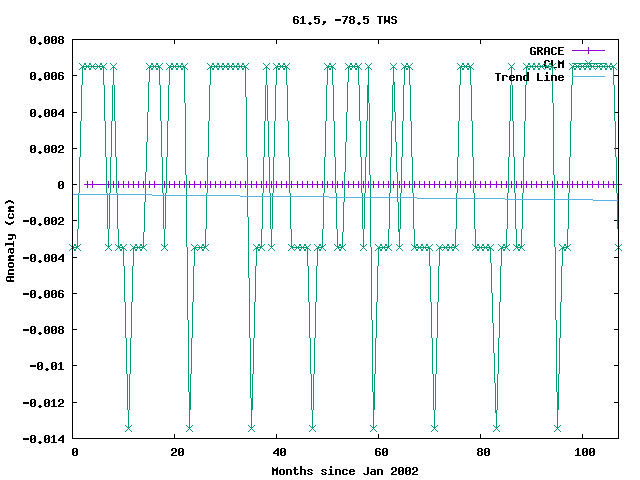 61.5, -78.5 TWS
GRACE
CLM
Trend Line
0.008
0.006
0.004
0.002
0
-0.002
-0.004
-0.006
-0.008
-0.01
-0.012
-0.014
Anomaly (cm)
0 20 40 60 80 100
Months since Jan 2002